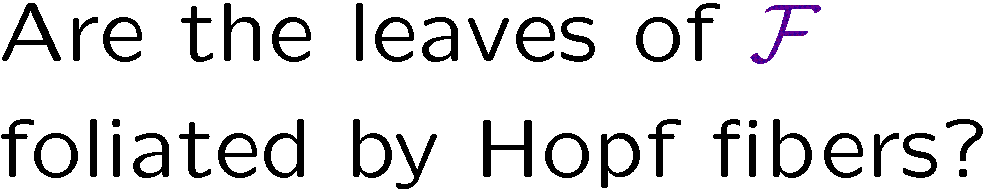 Are the leaves of ℱ
foliated by Hopf fibers?